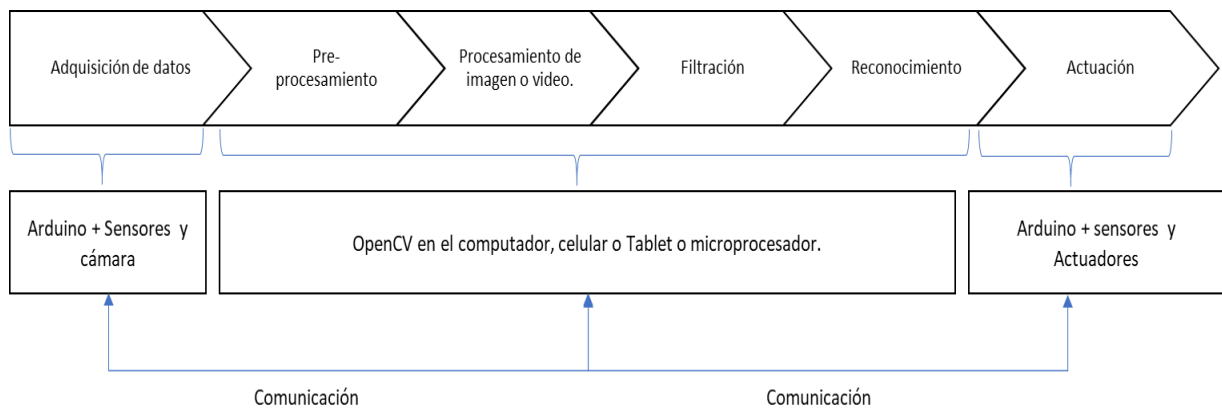 Adquisición de datos
Pre-
procesamiento
Procesamiento de
imagen o video.
Filtración
Reconocimiento
Actuación
Arduino + Sensores y
cámara
OpenCV en el computador, celular o Tablet o microprocesador.
Arduino + sensores y
Actuadores
Comunicación
Comunicación